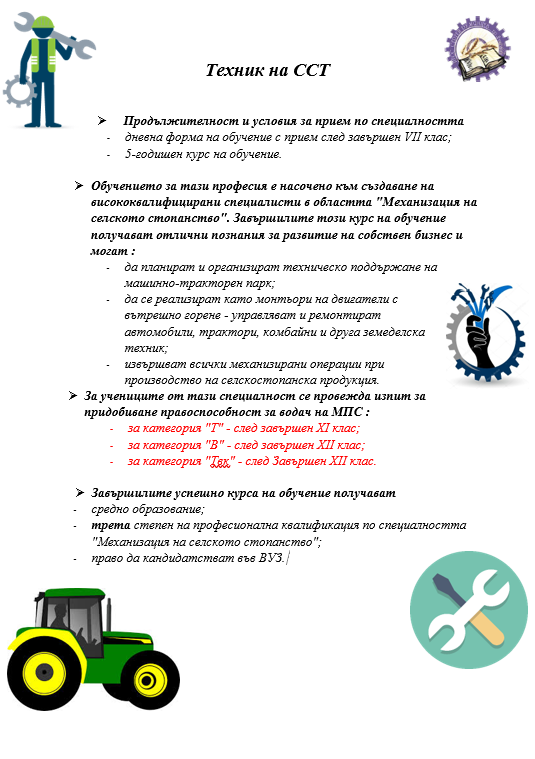 Техник на ССТ
➤ Продължителност и условия за прием по специалността
- дневна форма на обучение с прием след завършен VII клас;
- 5-годишен курс на обучение.
➤ Обучението за тази професия е насочено към създаване на
висококвалифицирани специалисти в областта "Механизация на
селското стопанство". Завършилите този курс на обучение
получават отлични познания за развитие на собствен бизнес и
могат :
- да планират и организират техническо поддържане на
машинно-тракторен парк;
- да се реализират като монтьори на двигатели с
вътрешно горене - управляват и ремонтират
автомобили, трактори, комбайни и друга земеделска
техник;
- извършват всички механизирани операции при
производство на селскостопанска продукция.
➤ За учениците от тази специалност се провежда изпит за
придобиване правоспособност за водач на МПС :
- за категория "Т" - след завършен XI клас;
- за категория "В" - след завършен XII клас;
- за категория "Твк" - след Завършен XII клас.
➤ Завършилите успешно курса на обучение получават
- средно образование;
- трета степен на професионална квалификация по специалността
"Механизация на селското стопанство";
- право да кандидатстват във ВУЗ.